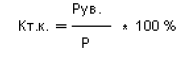 Рув.
Кт.к. = ——— * 100 %
Р